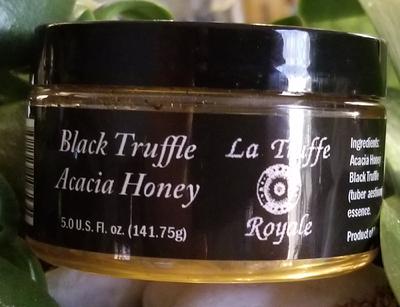 Black Truffle
Acacia Honey
5.0 U.S. Fl. oz. (141.75g)
La Truffe
Royale
Ingredients:
Acacia Honey
Black Truffle
(tuber
essence.
Product of